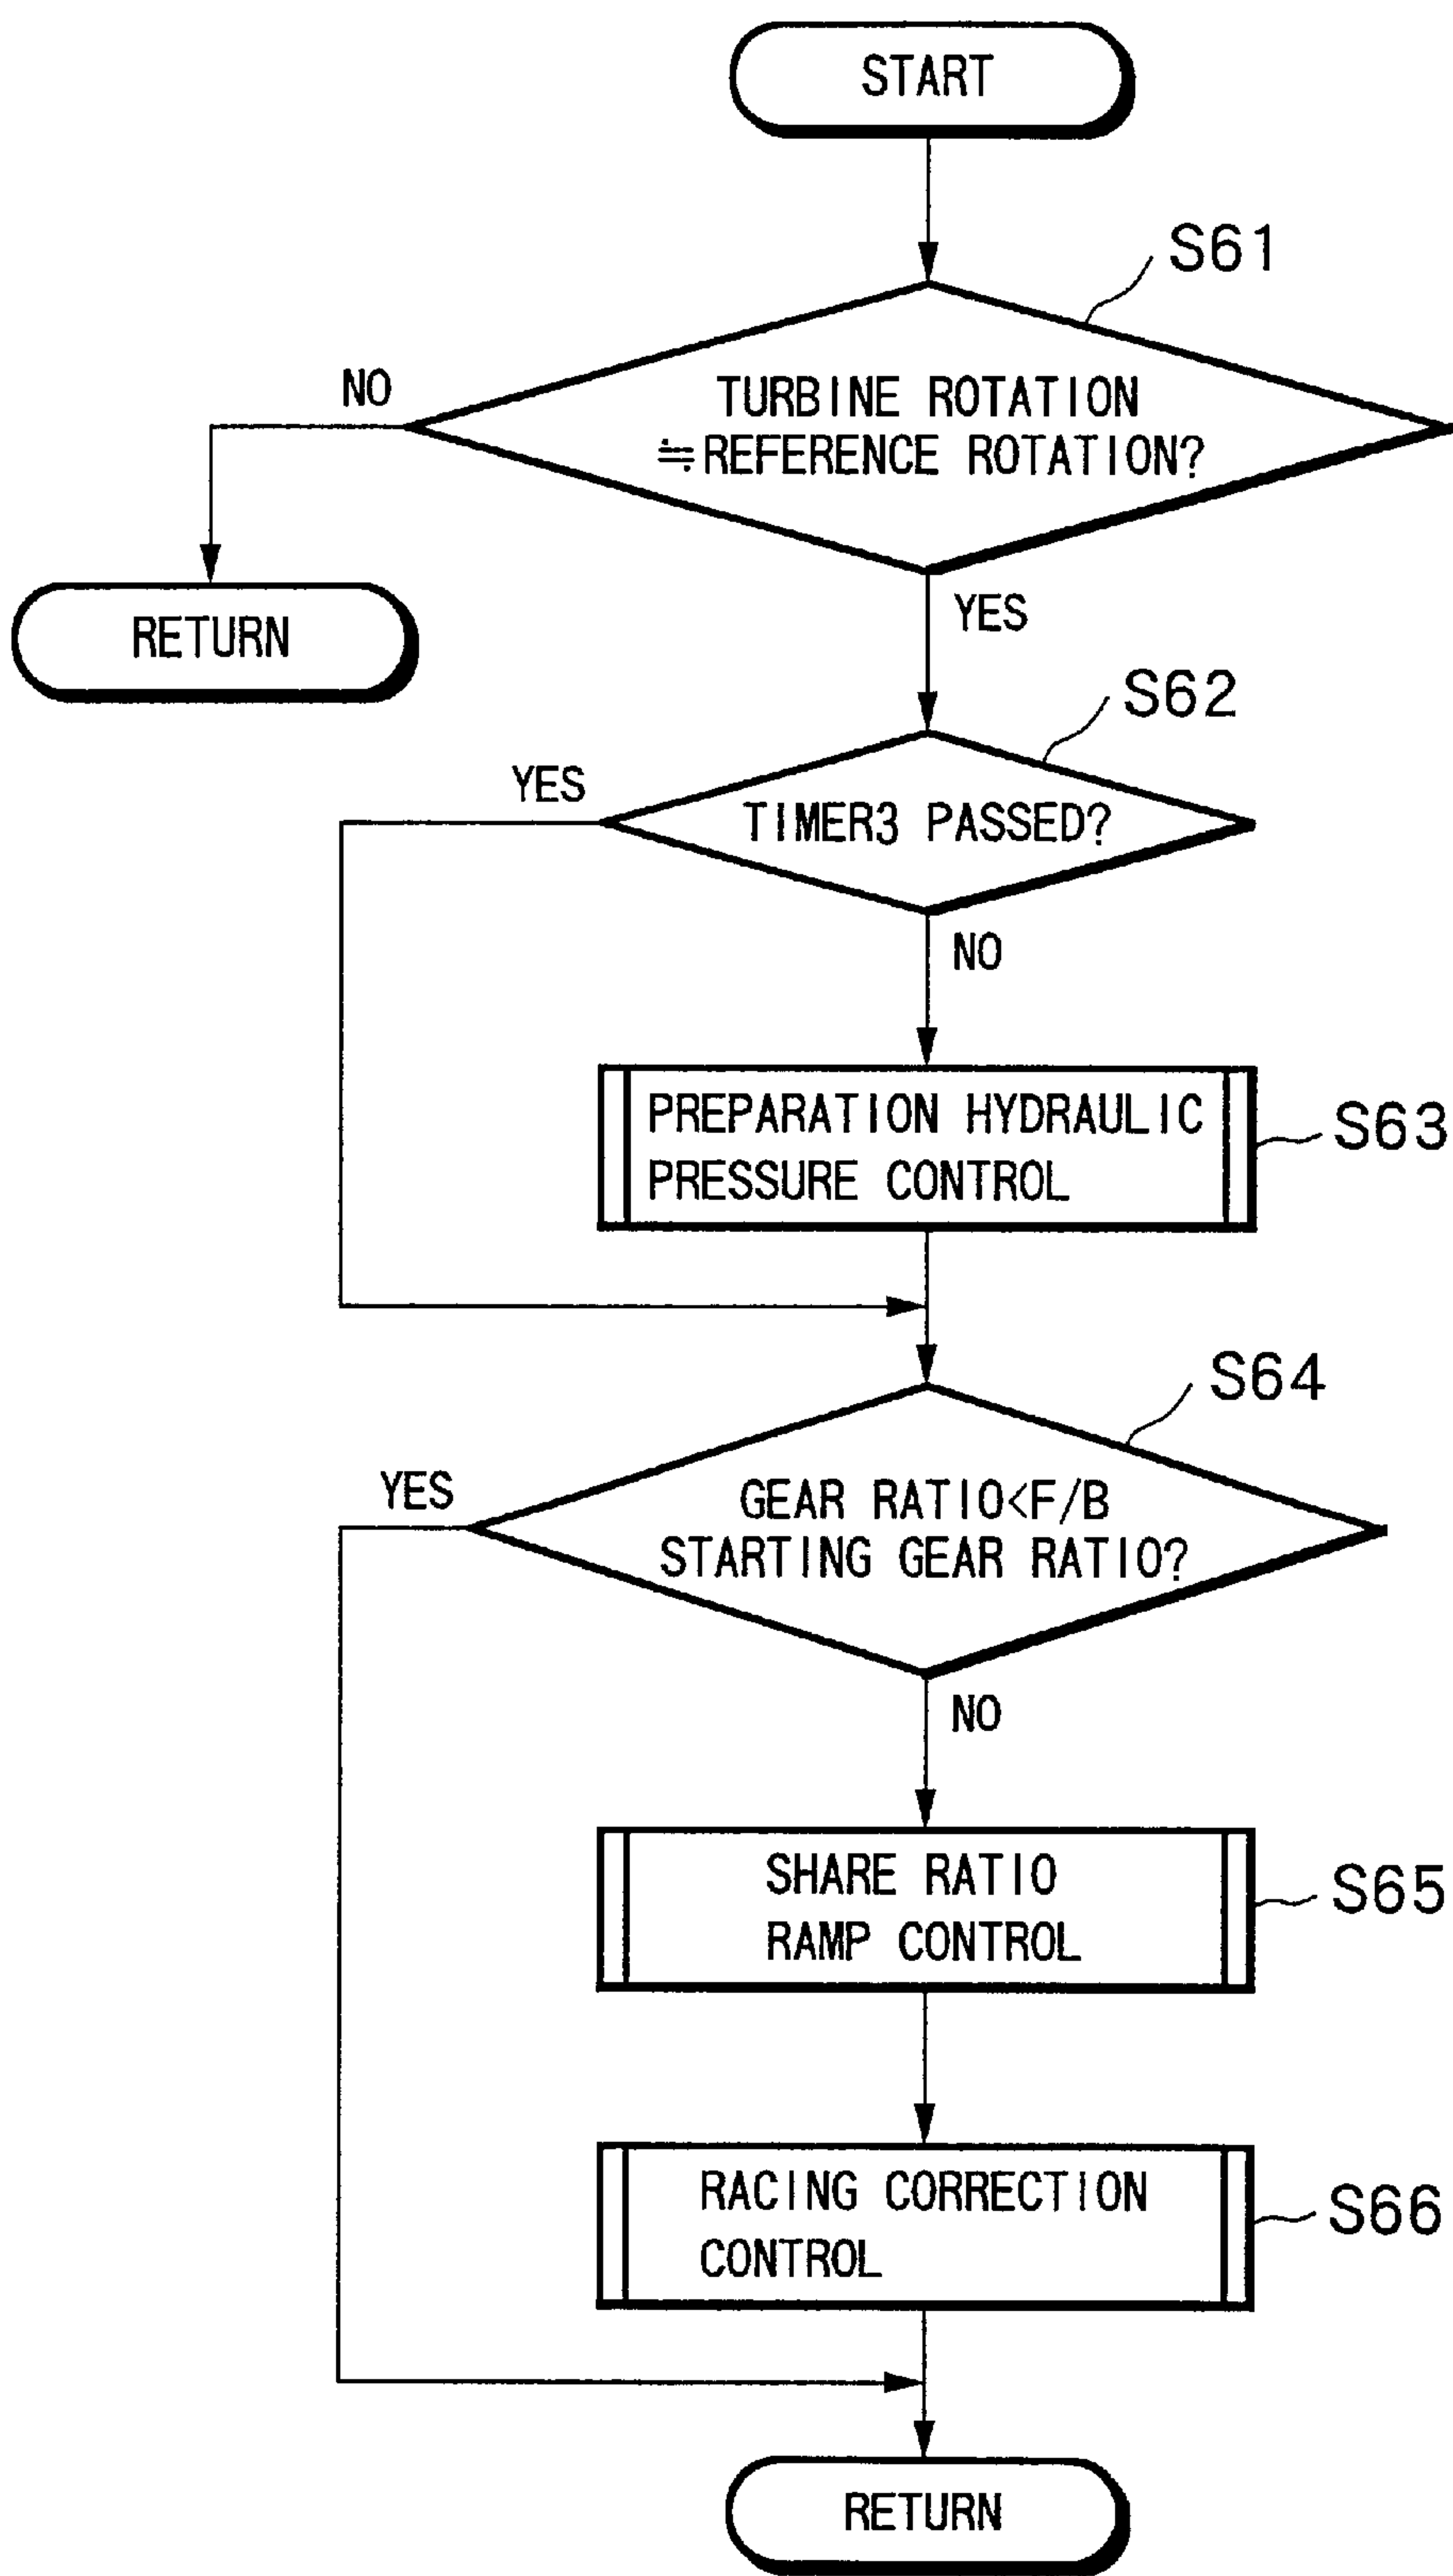 START
S61
TURBINE ROTATION
≒REFERENCE ROTATION?
NO
YES
RETURN
S62
YES
TIMER3 PASSED?
NO
PREPARATION HYDRAULIC
PRESSURE CONTROL
S63
S64
YES
GEAR RATIO<F/B
STARTING GEAR RATIO?
NO
SHARE RATIO
RAMP CONTROL
S65
RACING CORRECTION
CONTROL
S66
RETURN